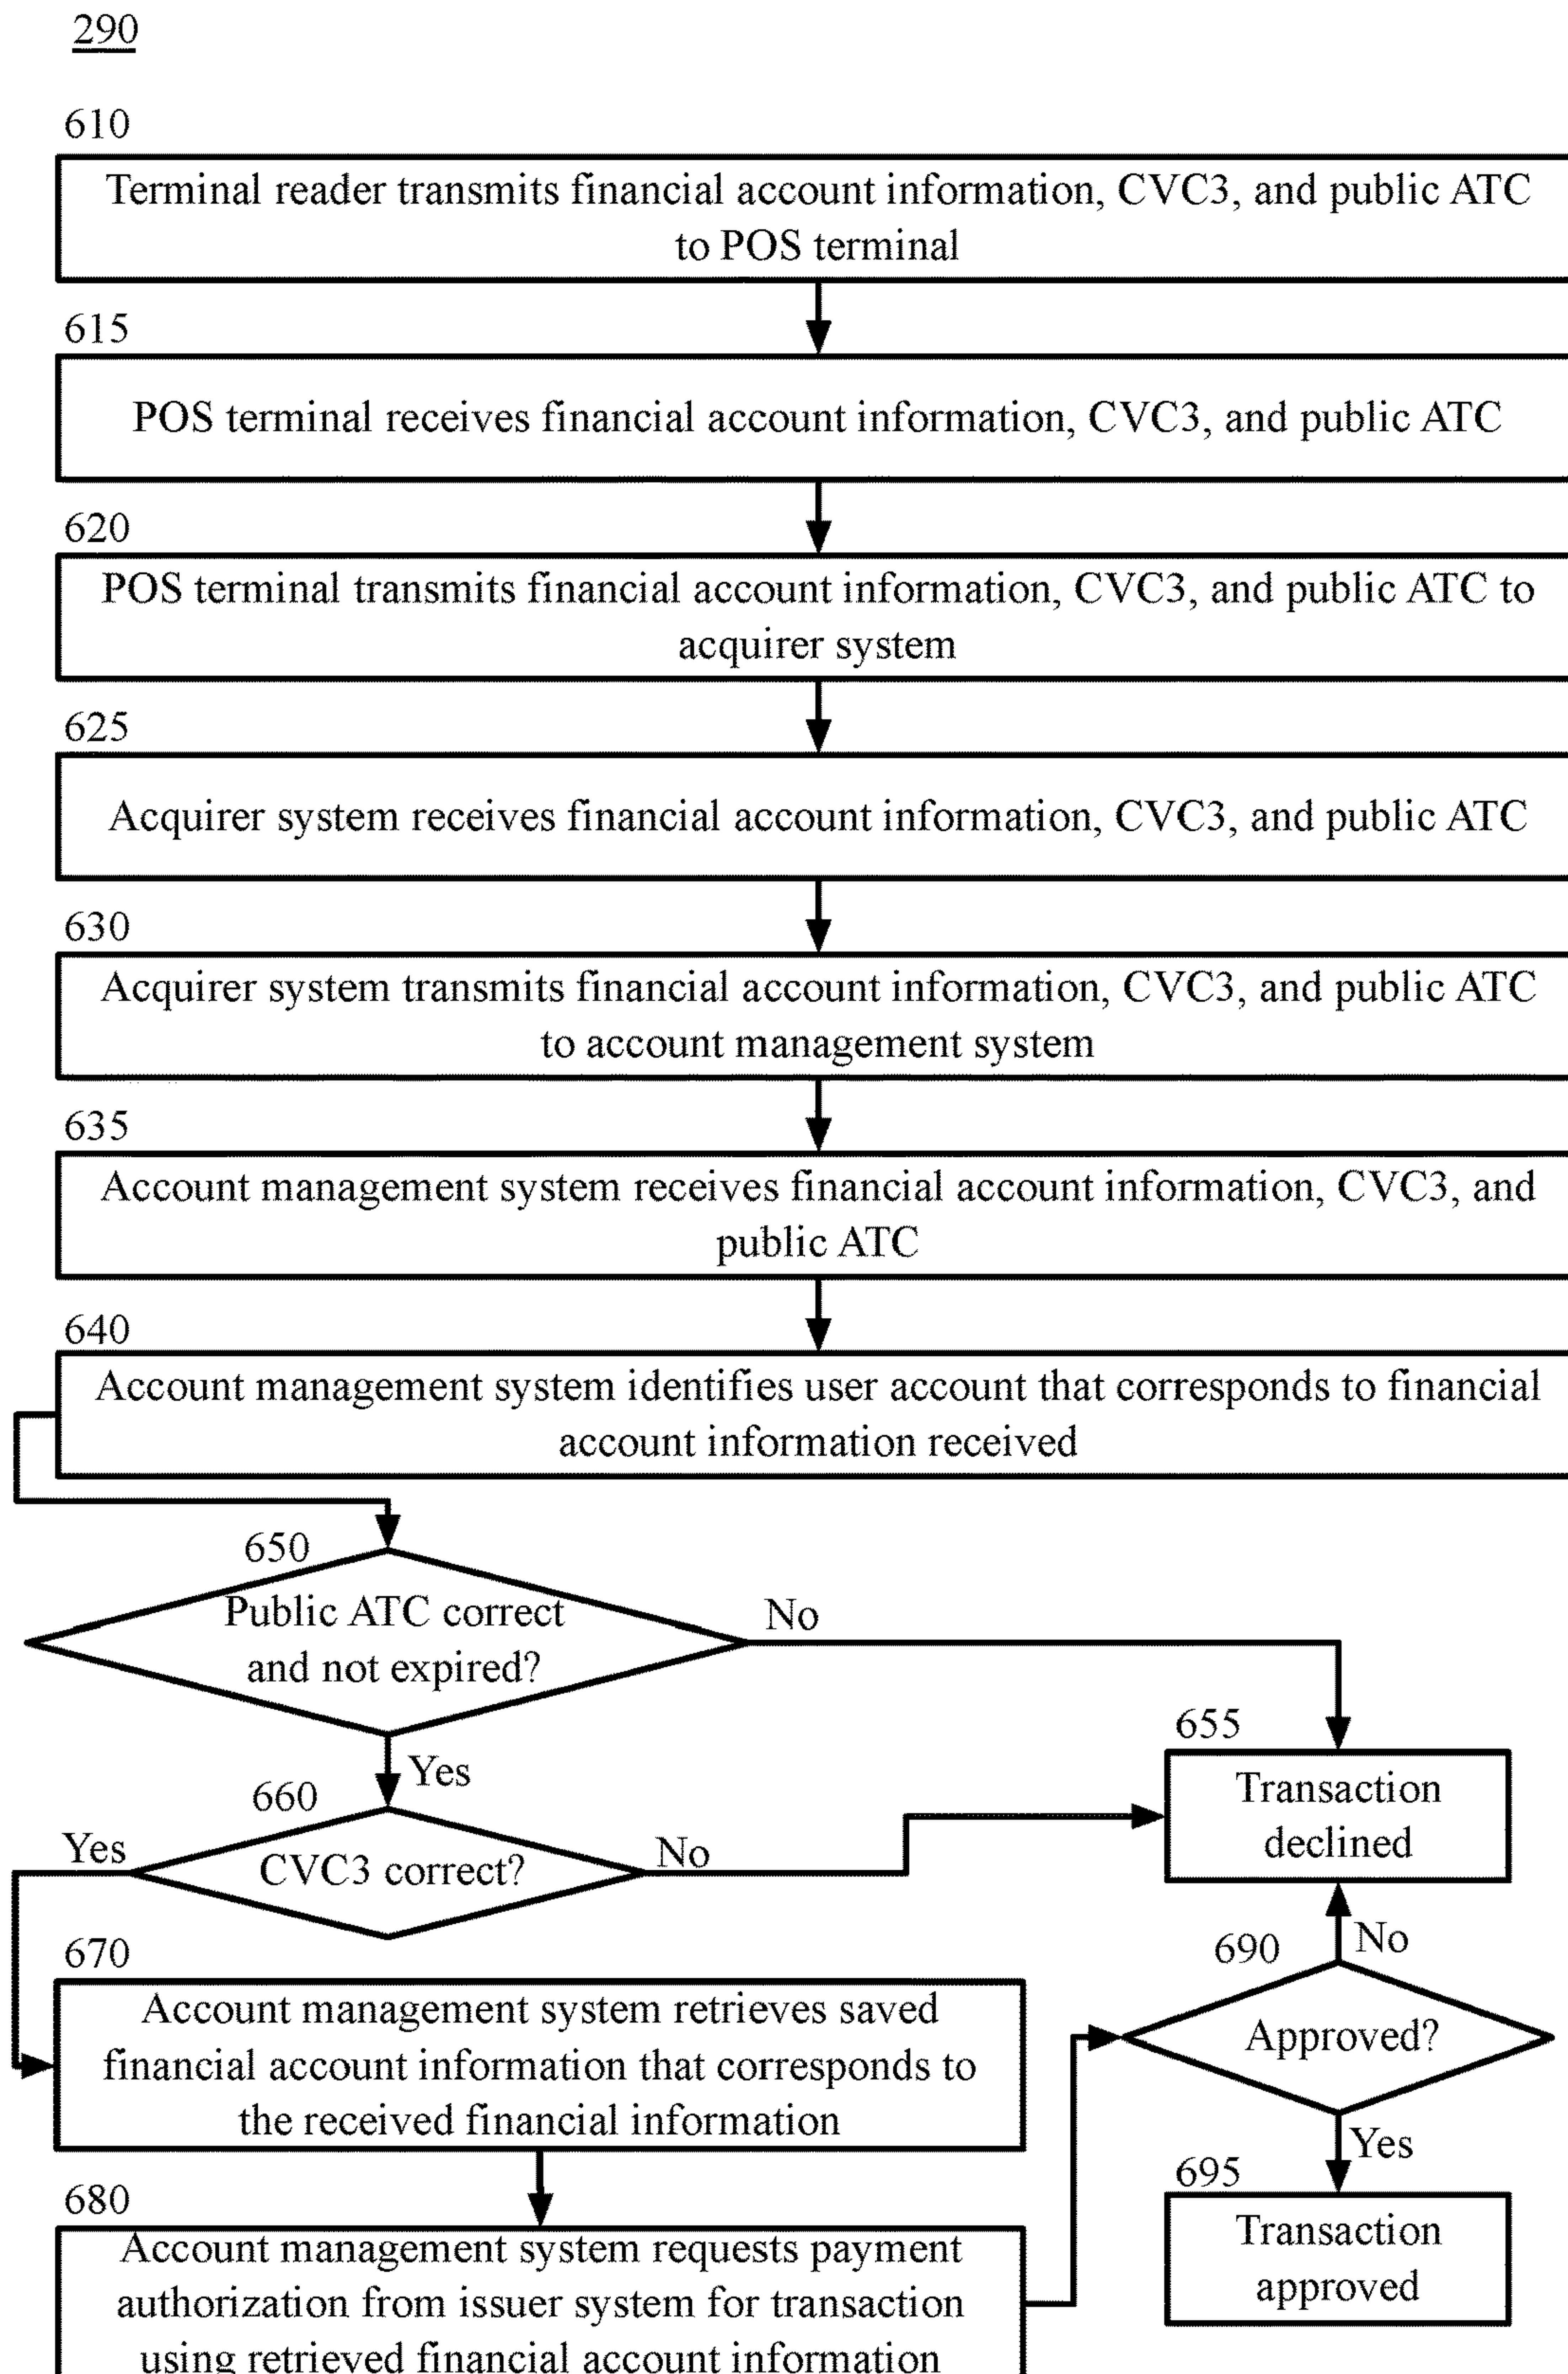 290
610
Terminal reader transmits financial account information, CVC3, and public ATC
to POS terminal
615
POS terminal receives financial account information, CVC3, and public ATC
620
POS terminal transmits financial account information, CVC3, and public ATC to
acquirer system
625
Acquirer system receives financial account information, CVC3, and public ATC
630
Acquirer system transmits financial account information, CVC3, and public ATC
to account management system
635
Account management system receives financial account information, CVC3, and
public ATC
640
Account management system identifies user account that corresponds to financial
account information received
650
Public ATC correct
and not expired?
No
Yes
655
Transaction
declined
660
CVC3 correct?
Yes
No
670
Account management system retrieves saved
financial account information that corresponds to
the received financial information
690
No
Approved?
Yes
680
Account management system requests payment
authorization from issuer system for transaction
using retrieved financial account information
695
Transaction
approved